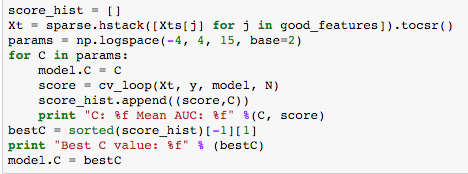 score_hist = []
Xt = sparse.hstack([Xts[j] for j in good_features]).tocsr()
params = np.logspace(-4, 4, 15, base=2)
for C in params:
    model.C = C
    score = cv_loop(Xt, y, model, N)
    score_hist.append((score,C))
    print "C: %f Mean AUC: %f" %(C, score)
bestC = sorted(score_hist)[-1][1]
print "Best C value: %f" % (bestC)
model.C = bestC